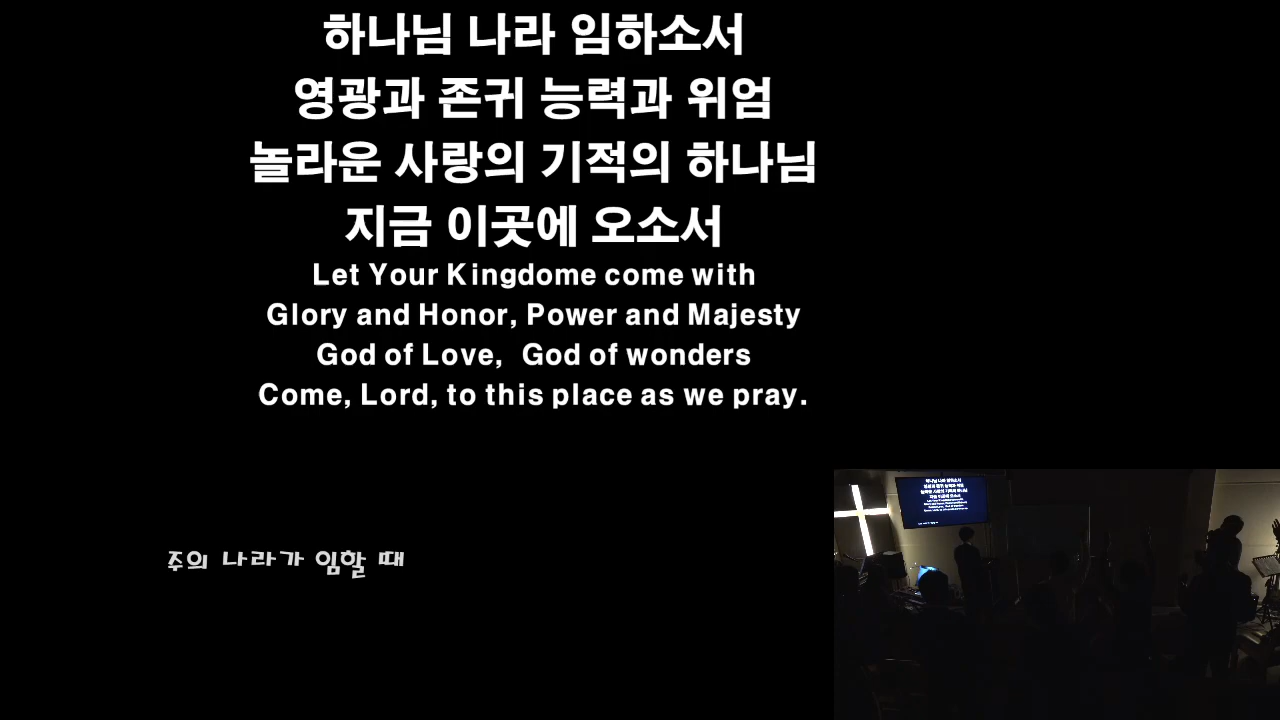 하나님 나라 임하소서
영광과 존귀 능력과 위엄
놀라운 사랑의 기적의 하나님
지금 이곳에 오소서
Let Your Kingdome come with
Glory and Honor, Power and Majesty
God of Love, God of wonders
Come, Lord, to this place as we pray.
주의 나라가 임할 때